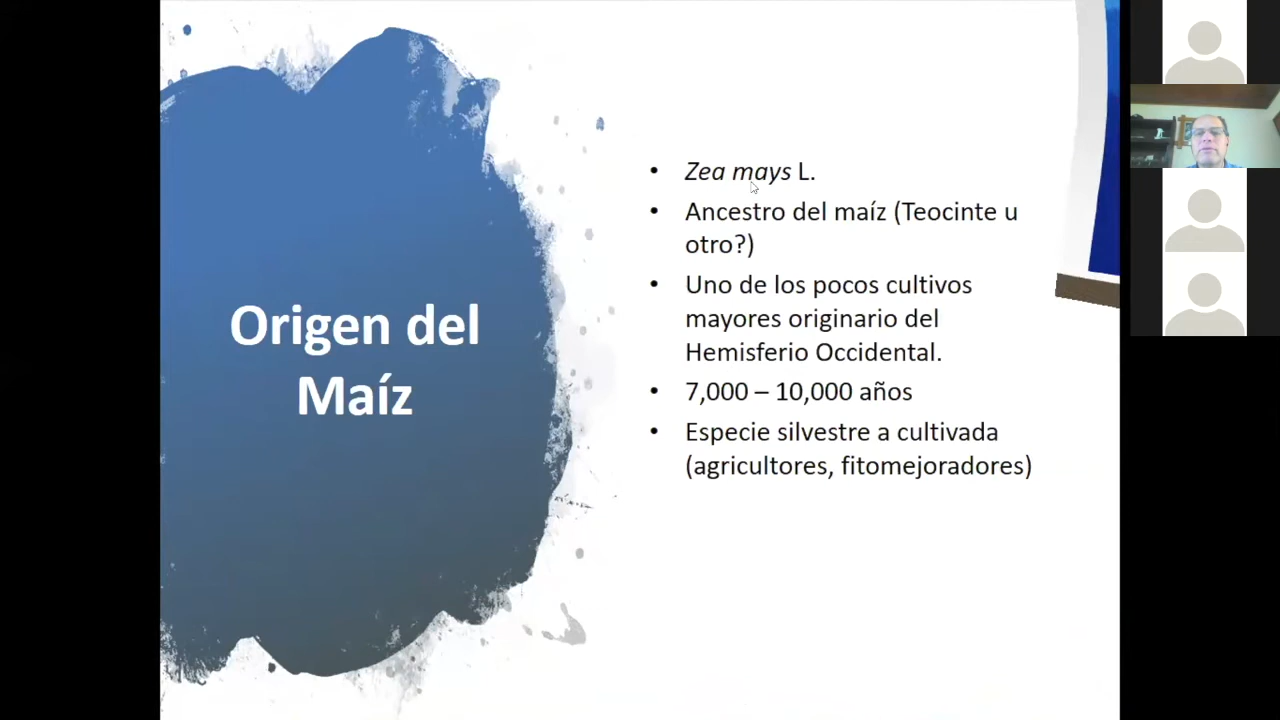 Origen del
Maíz
• Zea mays L.
• Ancestro del maíz (Teocinte u
otro?)
• Uno de los pocos cultivos
mayores originario del
Hemisferio Occidental.
• 7,000 – 10,000 años
• Especie silvestre a cultivada
(agricultores, fitomejoradores)